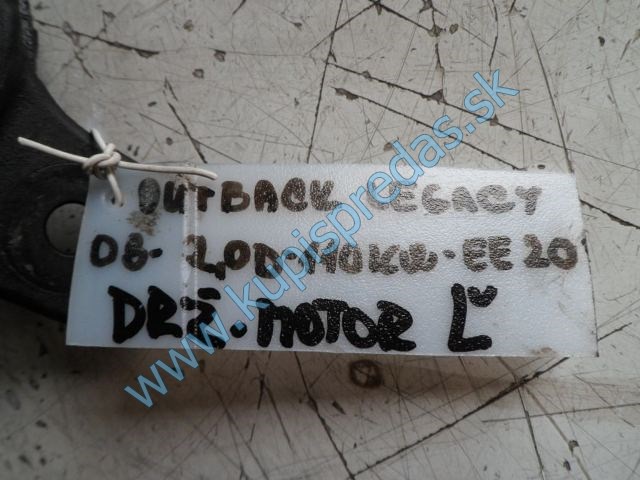 OUTBACK LEGACY
08- 2,0D-110KW-EE20
DRž.MOTOR Ľ
www.kupispredas.sk